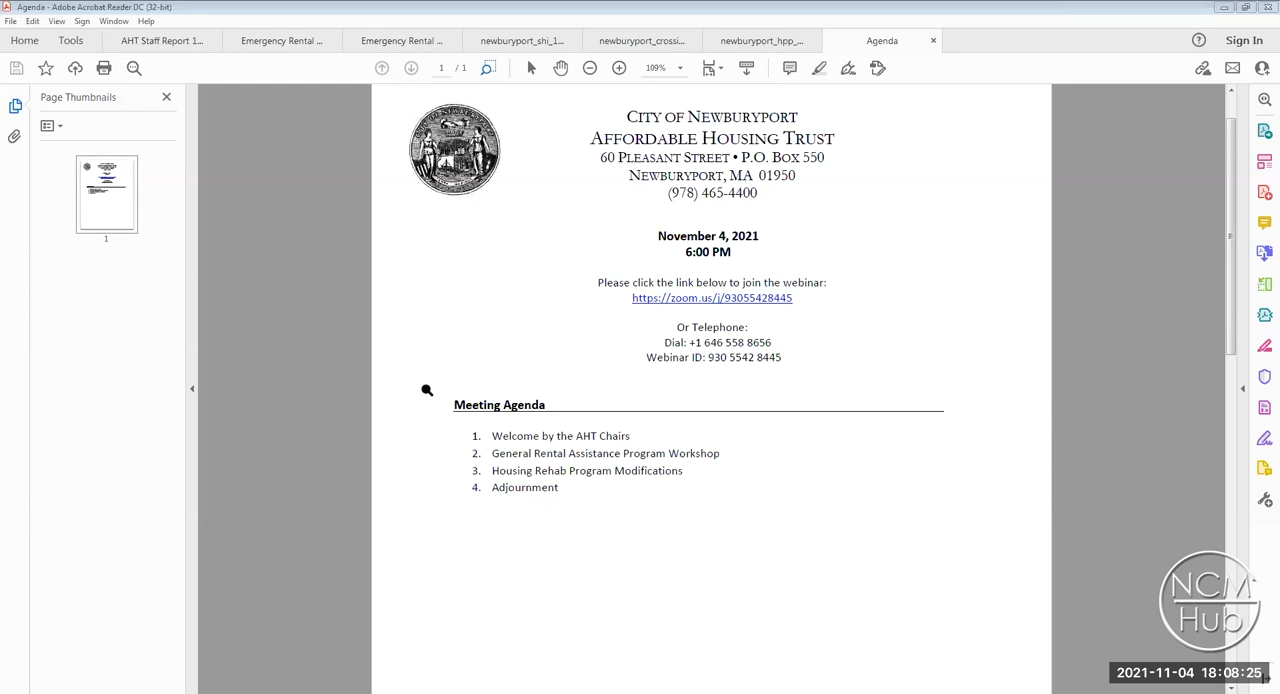 Agenda - Adobe Acrobat Reader DC (32-bit)
File Edit View Sign Window Help
Home Tools AHT Staff Report 1... Emergency Rental ... Emergency Rental ... newburyport_shi_1... newburyport_crossi... newburyport_hpp_... Agenda × Sign In
1 / 1 109%
Page Thumbnails
1
CITY OF NEWBURYPORT
AFFORDABLE HOUSING TRUST
60 PLEASANT STREET • P.O. BOX 550
NEWBURYPORT, MA 01950
(978) 465-4400
November 4, 2021
6:00 PM
Please click the link below to join the webinar:
https://zoom.us/j/93055428445
Or Telephone:
Dial: +1 646 558 8656
Webinar ID: 930 5542 8445
Meeting Agenda
1. Welcome by the AHT Chairs
2. General Rental Assistance Program Workshop
3. Housing Rehab Program Modifications
4. Adjournment
NCM
Hub
2021-11-04 18:08:25